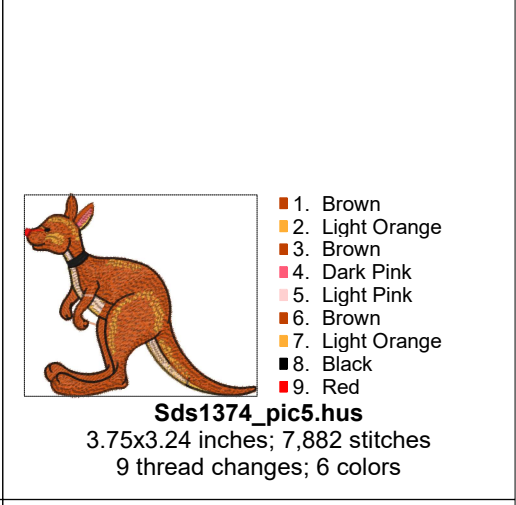 1. Brown
2. Light Orange
3. Brown
4. Dark Pink
5. Light Pink
6. Brown
7. Light Orange
8. Black
9. Red
Sds1374_pic5.hus
3.75x3.24 inches; 7,882 stitches
9 thread changes; 6 colors